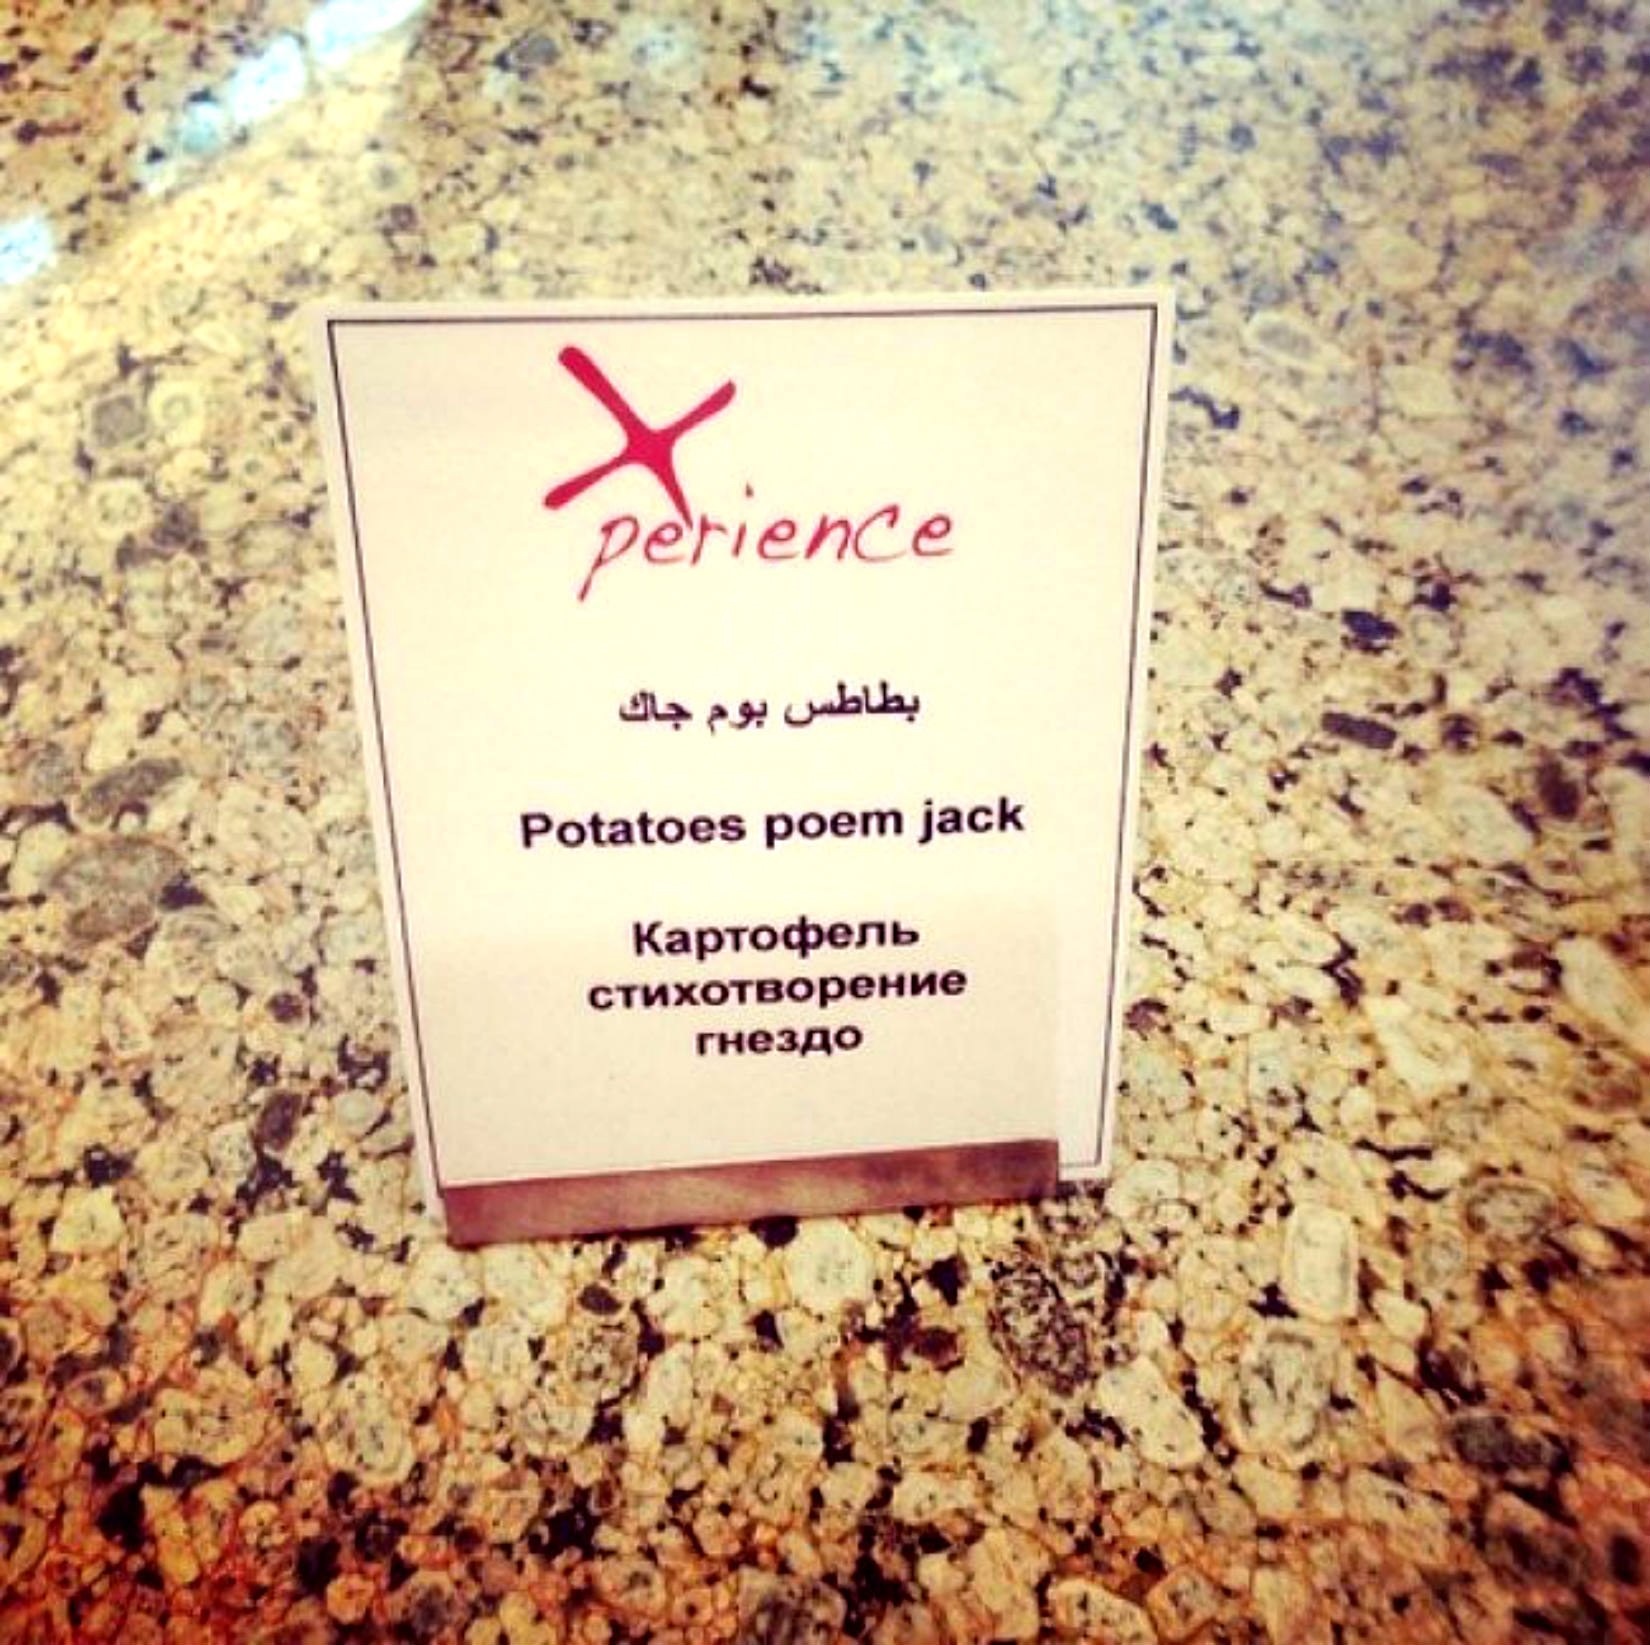 Xperience
بطاطس بوم جاك
Potatoes poem jack
Картофель
стихотворение
гнездо